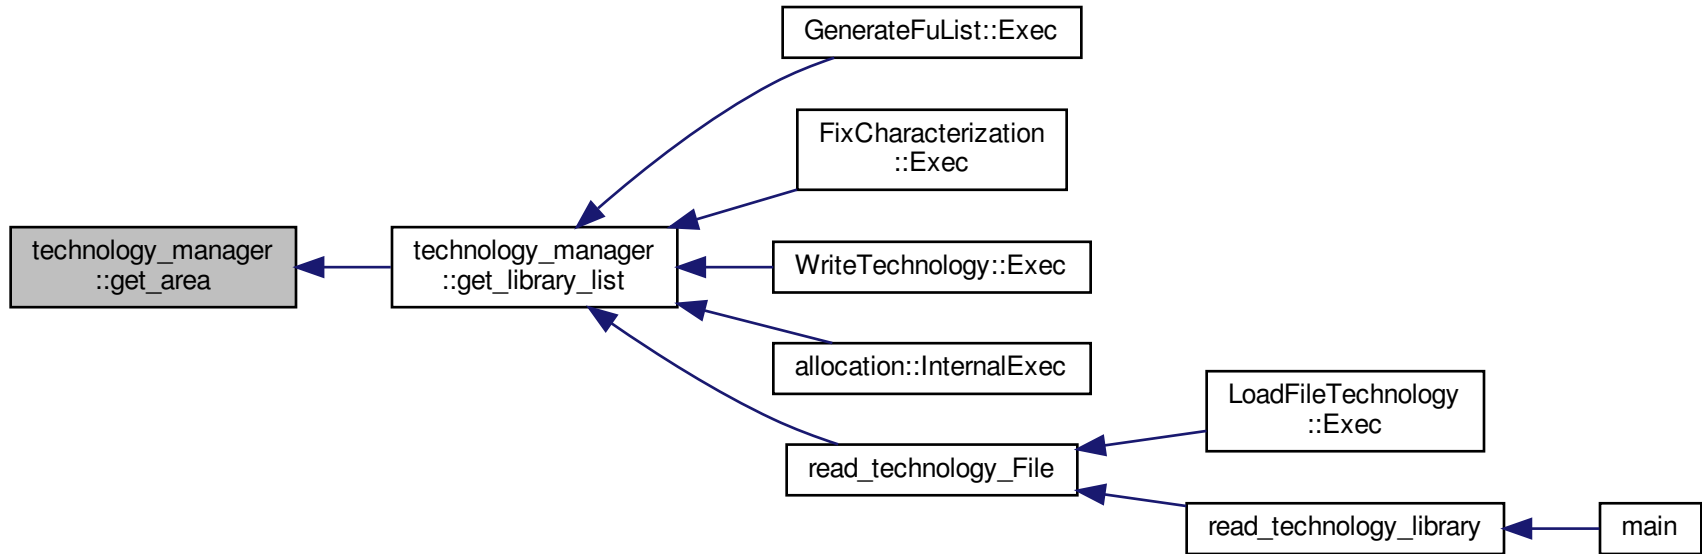 GenerateFuList::Exec
FixCharacterization
::Exec
technology_manager
::get_area
technology_manager
::get_library_list
WriteTechnology::Exec
allocation::InternalExec
LoadFileTechnology
::Exec
read_technology_File
read_technology_library
main